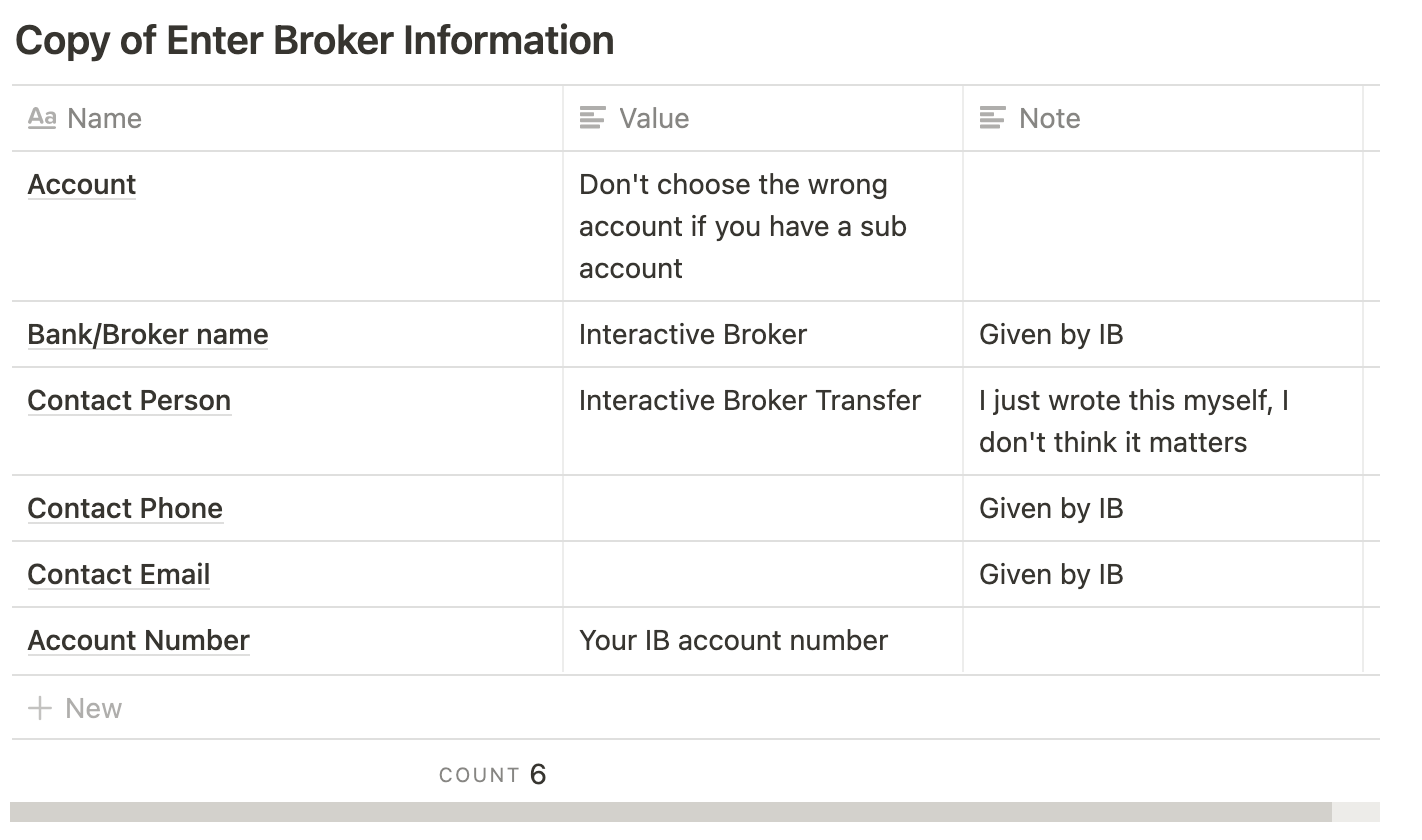 Copy of Enter Broker Information
Aa Name Value Note
Account Don't choose the wrong
account if you have a sub
account
Bank/Broker name Interactive Broker Given by IB
Contact Person Interactive Broker Transfer I just wrote this myself, I
don't think it matters
Contact Phone Given by IB
Contact Email Given by IB
Account Number Your IB account number
+ New
COUNT 6